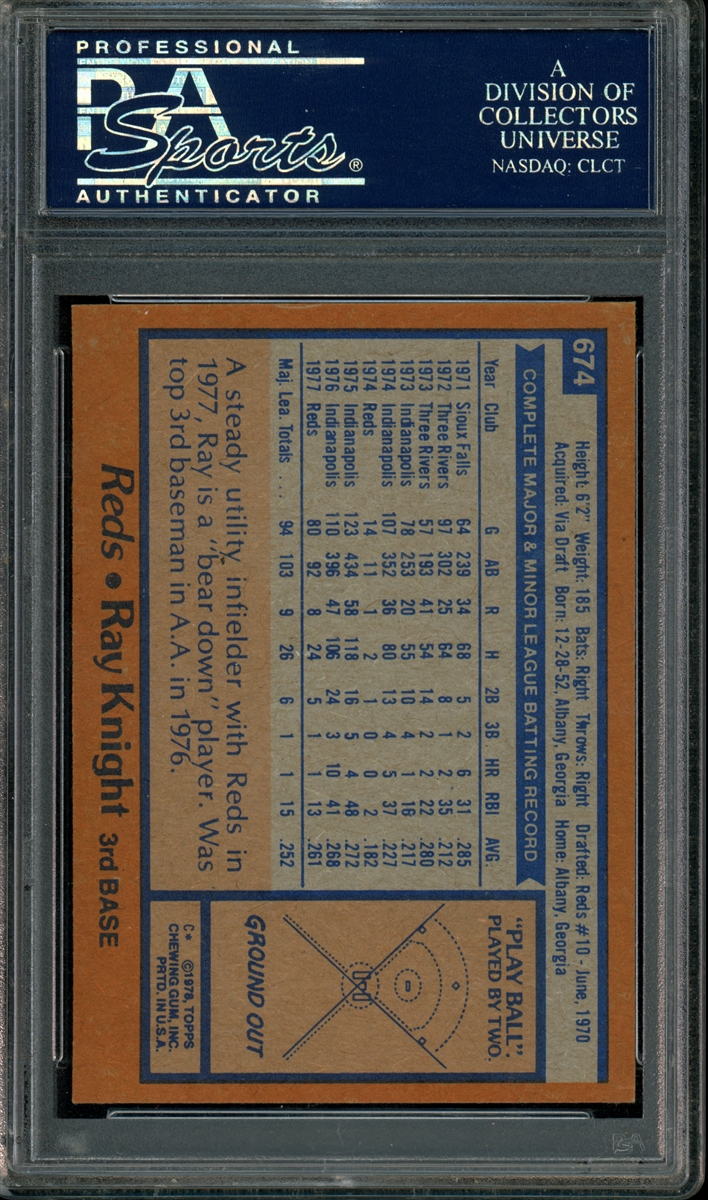 PROFESSIONAL
PSA
Sports®
AUTHENTICATOR
A
DIVISION OF
COLLECTORS
UNIVERSE
NASDAQ: CLCT
674
Height: 6'2" Weight: 185 Bats: Right Throws: Right Drafted: Reds #10 - June, 1970
Acquired: Via Draft Born: 12-28-52, Albany, Georgia Home: Albany, Georgia
COMPLETE MAJOR & MINOR LEAGUE BATTING RECORD
Year Club G AB R H 2B 3B HR RBI AVG.
1971 Sioux Falls 64 239 34 68 5 2 6 31 .285
1972 Three Rivers 97 302 25 64 8 1 2 35 .212
1973 Three Rivers 57 193 41 54 14 2 2 22 .280
1973 Indianapolis 78 253 20 55 10 4 1 16 .217
1974 Indianapolis 107 352 36 80 13 4 5 37 .227
1974 Reds 14 11 1 2 1 0 0 2 .182
1975 Indianapolis 123 434 58 118 16 5 4 48 .272
1976 Indianapolis 110 396 47 106 24 3 10 41 .268
1977 Reds 80 92 8 24 5 1 1 13 .261
Maj. Lea. Totals . . . 94 103 9 26 6 1 1 15 .252
A steady utility infielder with Reds in
1977, Ray is a "bear down" player. Was
top 3rd baseman in A.A. in 1976.
"PLAY BALL":
PLAYED BY TWO.
GROUND OUT
Reds • Ray Knight 3rd BASE
C* ©1978, TOPPS
CHEWING GUM, INC.
PRTD. IN U.S.A.
PSA